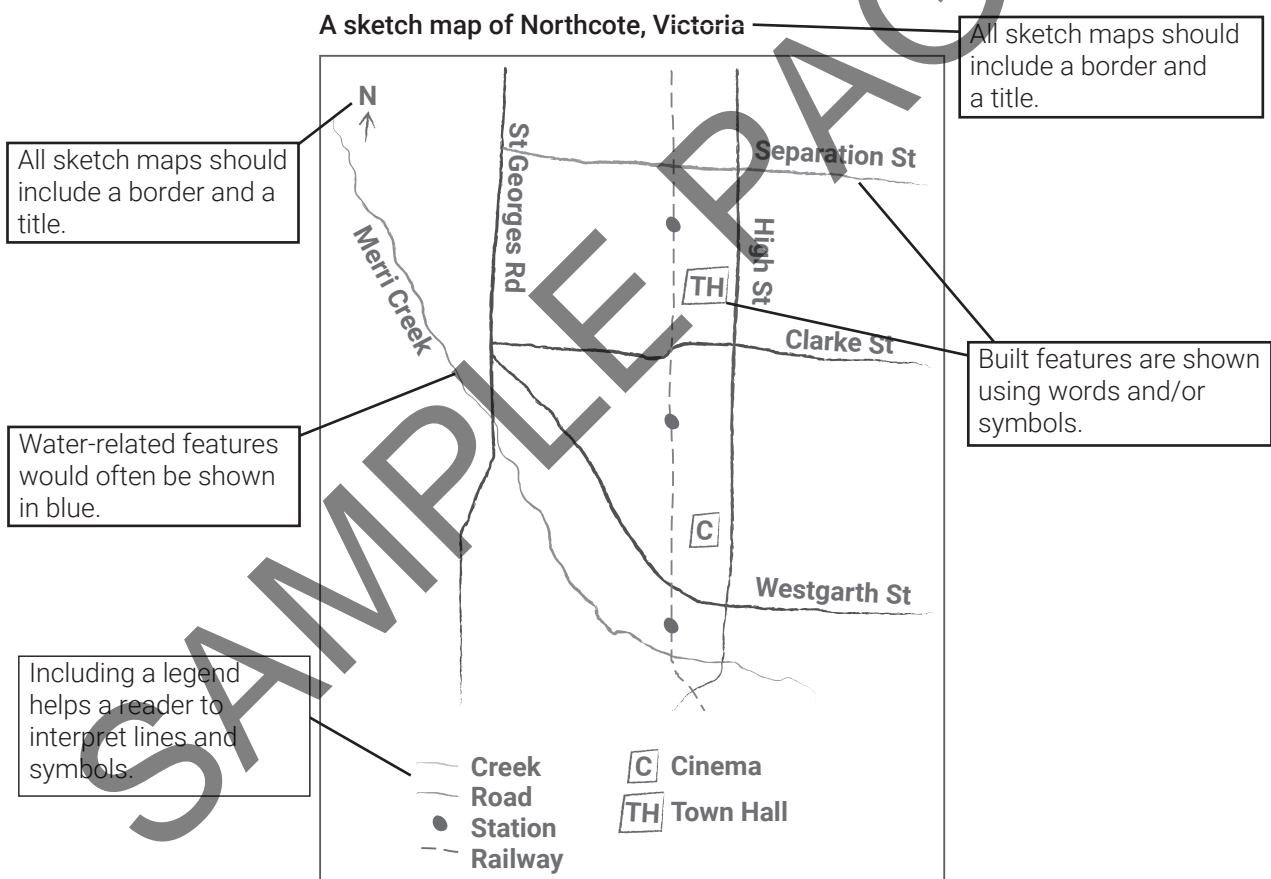 A sketch map of Northcote, Victoria
All sketch maps should
include a border and
a title.
N
All sketch maps should
include a border and a
title.
St Georges Rd
Separation St
Merri Creek
High St
TH
Clarke St
Built features are shown
using words and/or
symbols.
Water-related features
would often be shown
in blue.
C
Westgarth St
Including a legend
helps a reader to
interpret lines and
symbols.
Creek
Road
Station
Railway
C Cinema
TH Town Hall
SAMPLE PAG